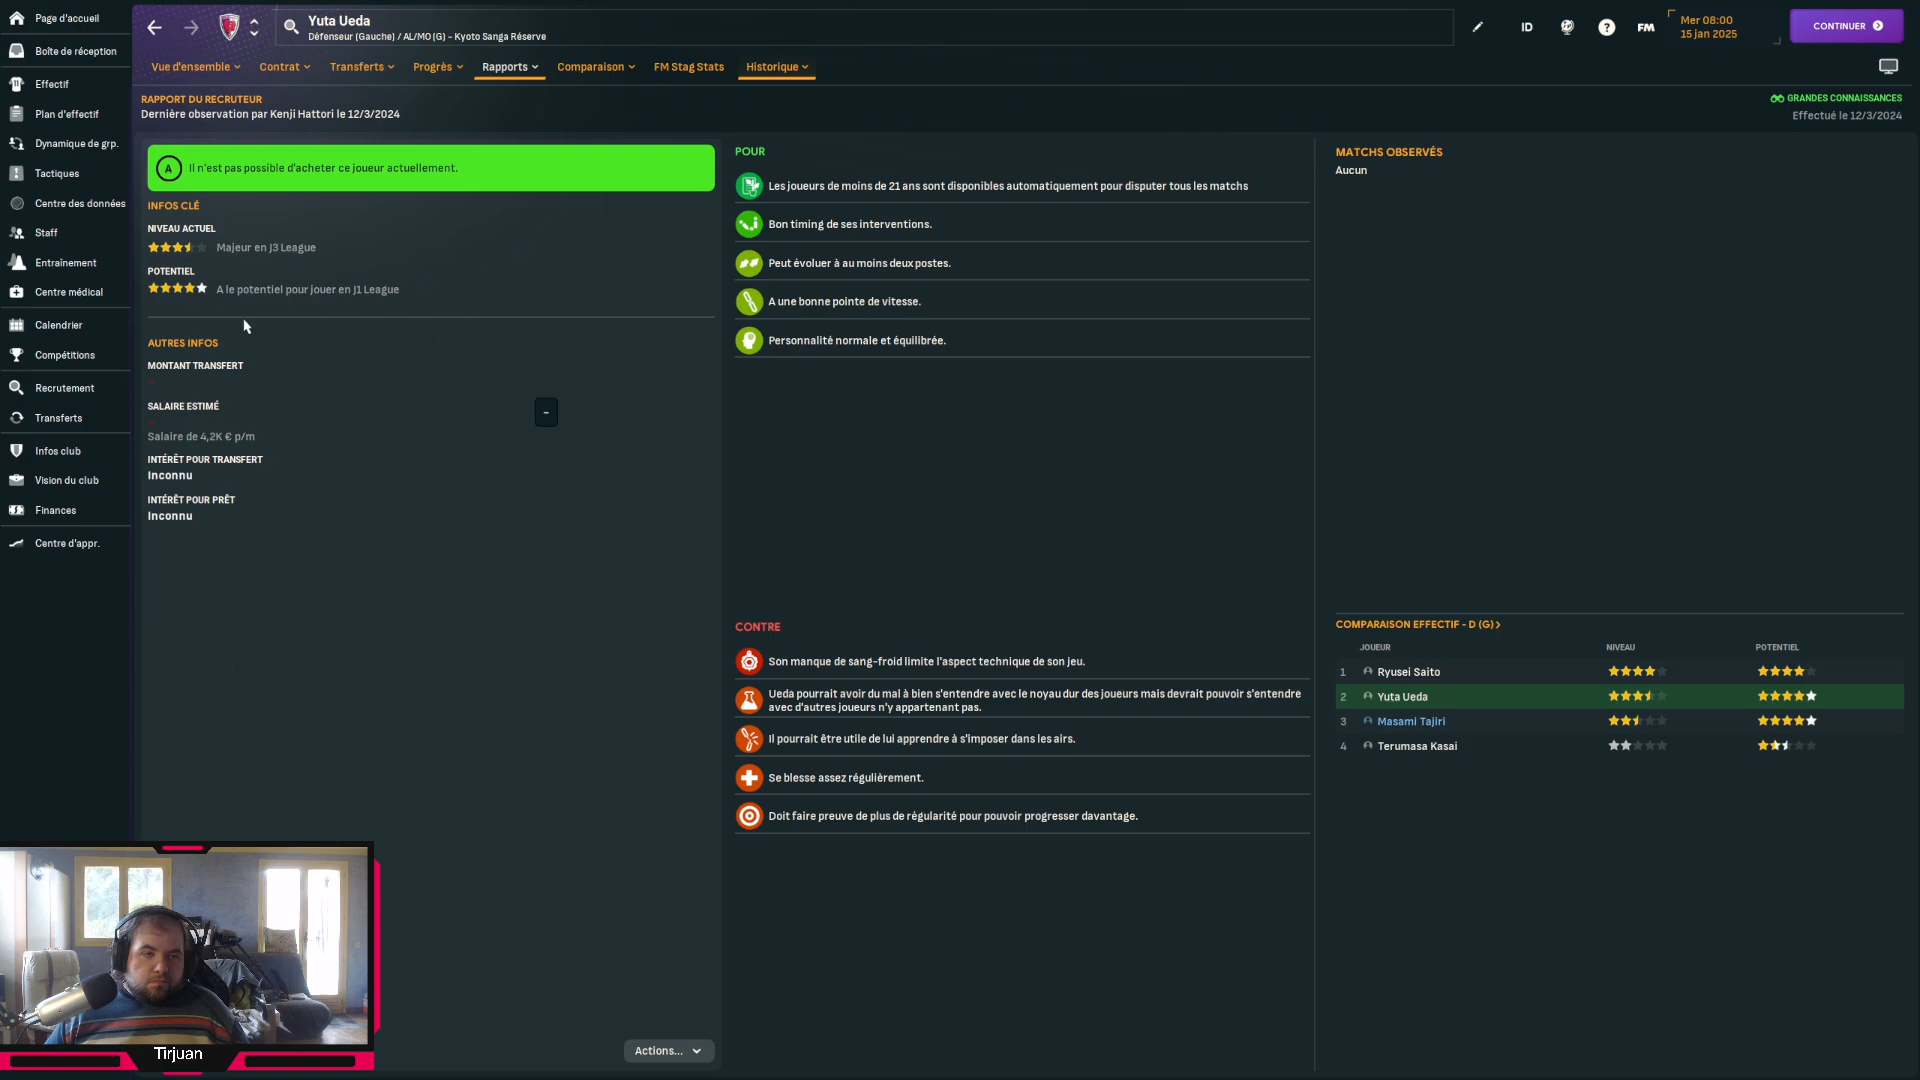 Page d'accueil
Boîte de réception
Effectif
Plan d'effectif
Dynamique de grp.
Tactiques
Centre des données
Staff
Entraînement
Centre médical
Calendrier
Compétitions
Recrutement
Transferts
Infos club
Vision du club
Finances
Centre d'appr.
Yuta Ueda
Défenseur (Gauche) / AL/MO (G) - Kyoto Sanga Réserve
ID
?
FM
Mer 08:00
15 jan 2025
CONTINUER
Vue d'ensemble
Contrat
Transferts
Progrès
Rapports
Comparaison
FM Stag Stats
Historique
RAPPORT DU RECRUTEUR
Dernière observation par Kenji Hattori le 12/3/2024
GRANDES CONNAISSANCES
Effectué le 12/3/2024
A
Il n'est pas possible d'acheter ce joueur actuellement.
INFOS CLÉ
NIVEAU ACTUEL
Majeur en J3 League
POTENTIEL
A le potentiel pour jouer en J1 League
AUTRES INFOS
MONTANT TRANSFERT
-
SALAIRE ESTIMÉ
-
Salaire de 4,2K € p/m
-
INTÉRÊT POUR TRANSFERT
Inconnu
INTÉRÊT POUR PRÊT
Inconnu
Actions...
POUR
Les joueurs de moins de 21 ans sont disponibles automatiquement pour disputer tous les matchs
Bon timing de ses interventions.
Peut évoluer à au moins deux postes.
A une bonne pointe de vitesse.
Personnalité normale et équilibrée.
CONTRE
Son manque de sang-froid limite l'aspect technique de son jeu.
Ueda pourrait avoir du mal à bien s'entendre avec le noyau dur des joueurs mais devrait pouvoir s'entendre
avec d'autres joueurs n'y appartenant pas.
Il pourrait être utile de lui apprendre à s'imposer dans les airs.
Se blesse assez régulièrement.
Doit faire preuve de plus de régularité pour pouvoir progresser davantage.
MATCHS OBSERVÉS
Aucun
COMPARAISON EFFECTIF - D (G) >
JOUEUR NIVEAU POTENTIEL
1 Ryusei Saito
2 Yuta Ueda
3 Masami Tajiri
4 Terumasa Kasai
Tirjuan